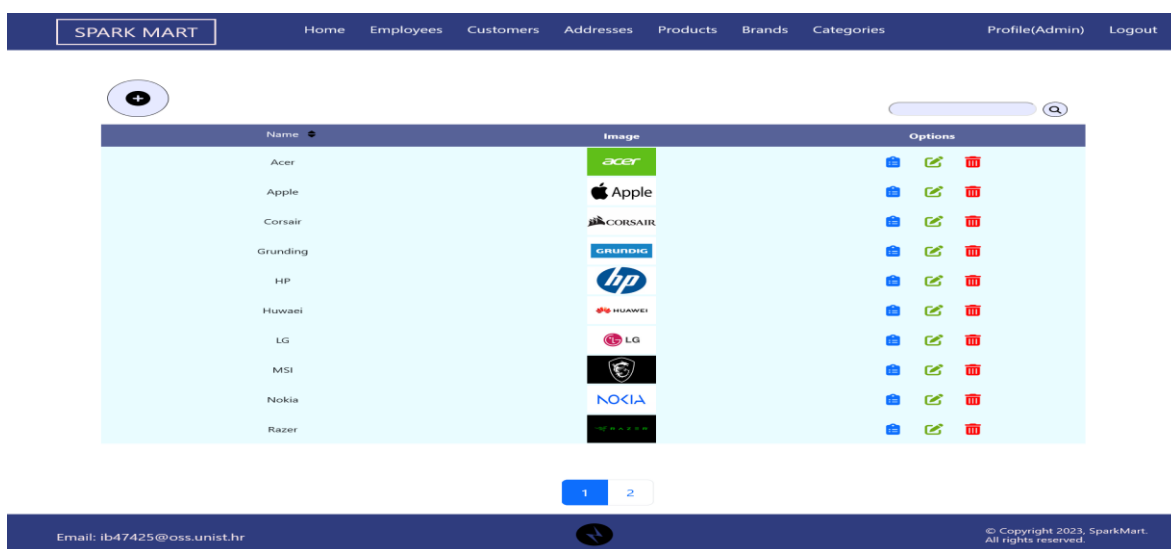 SPARK MART Home Employees Customers Addresses Products Brands Categories Profile(Admin) Logout
Name Image Options
Acer acer
Apple Apple
Corsair CORSAIR
Grunding GRUNDIG
HP hp
Huwaei HUAWEI
LG LG
MSI
Nokia NOKIA
Razer RAZER
1 2
Email: ib47425@oss.unist.hr
© Copyright 2023, SparkMart.
All rights reserved.